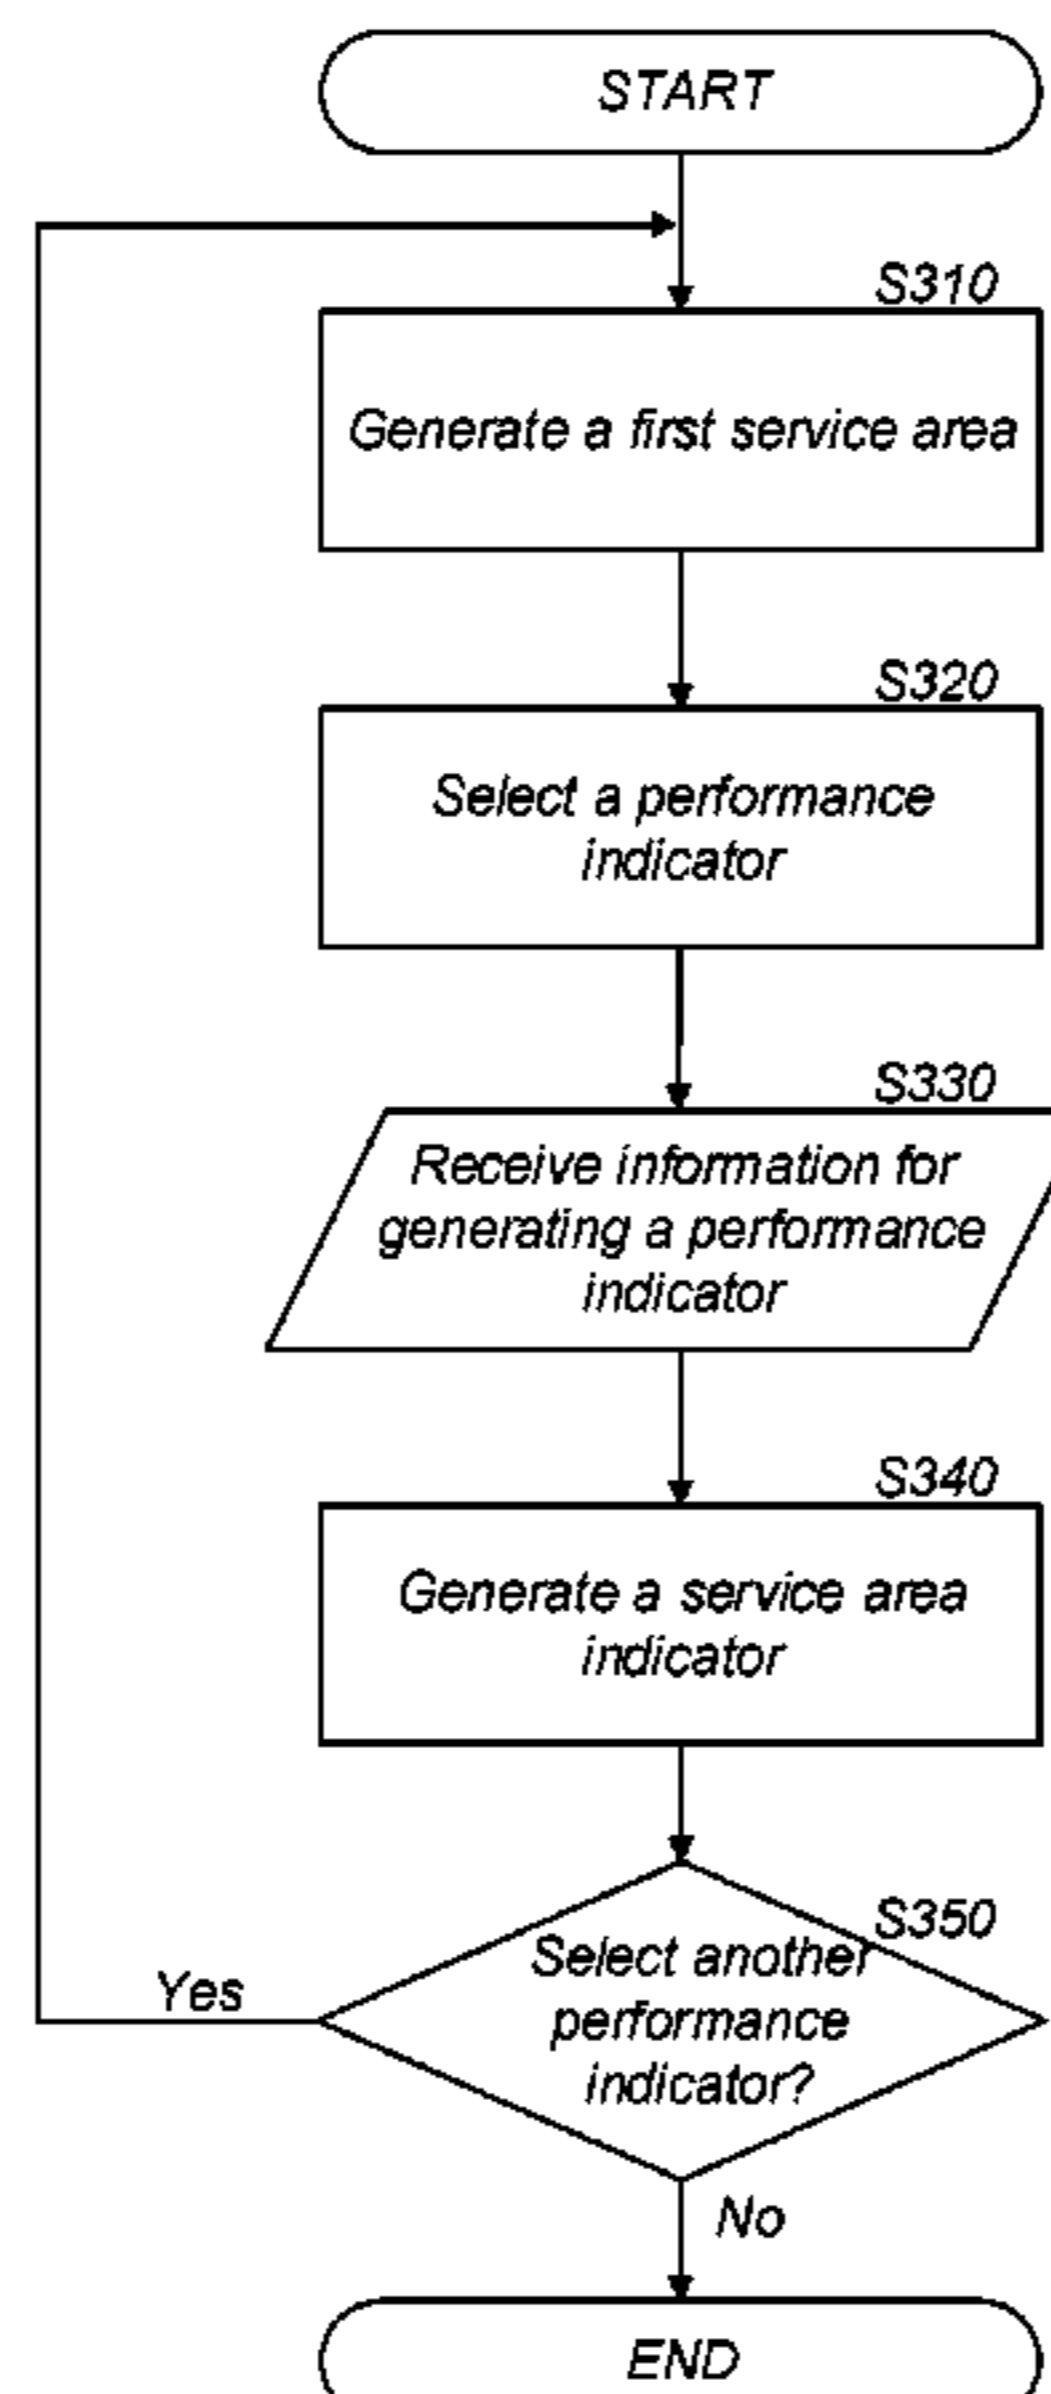 START
S310
Generate a first service area
S320
Select a performance
indicator
S330
Receive information for
generating a performance
indicator
S340
Generate a service area
indicator
S350
Select another
performance
indicator?
Yes
No
END